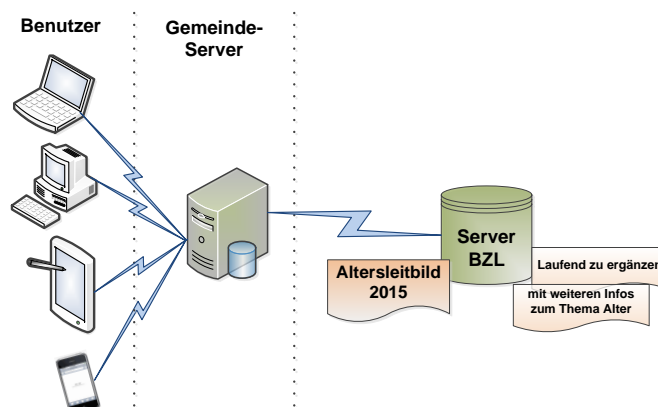 Benutzer
Gemeinde-
Server
Server
BZL
Altersleitbild
2015
Laufend zu ergänzen
mit weiteren Infos
zum Thema Alter